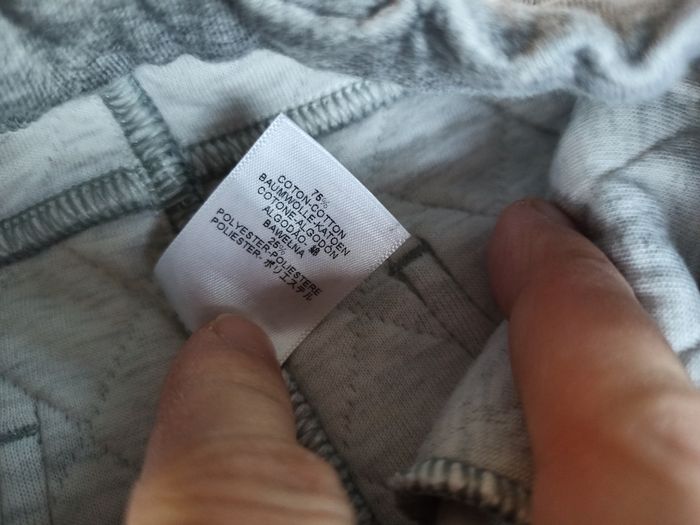 75%
COTON-COTTON
BAUMWOLLE-KATOEN
COTONE-ALGODÓN
ALGODÃO- 綿
BAWEŁNA
25%
POLYESTER-POLIESTERE
POLIESTER- ポリエステル